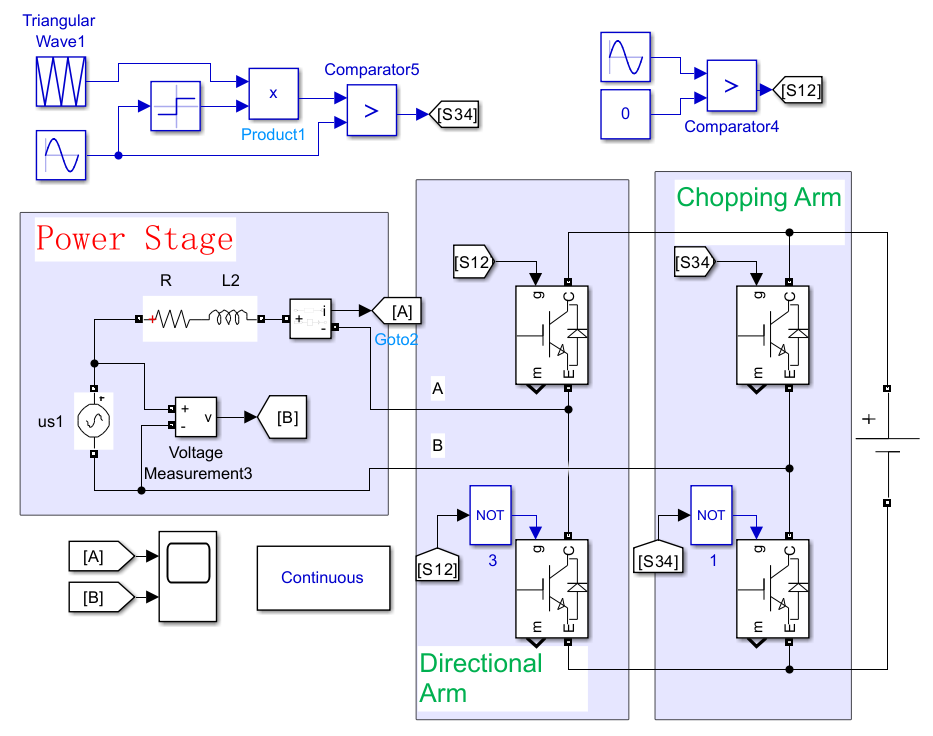 Triangular
Wave1
x
Product1
Comparator5
>
[S34]
0
>
Comparator4
[S12]
Power Stage
R
L2
+
i
-
[A]
Goto2
us1
+
-
v
Voltage
Measurement3
[B]
A
B
[S12
g
C
m
E
Chopping Arm
[S34
g
C
m
E
+
NOT
3
[S12]
g
C
m
E
NOT
1
[S34]
g
C
m
E
Directional
Arm
[A]
[B]
Continuous